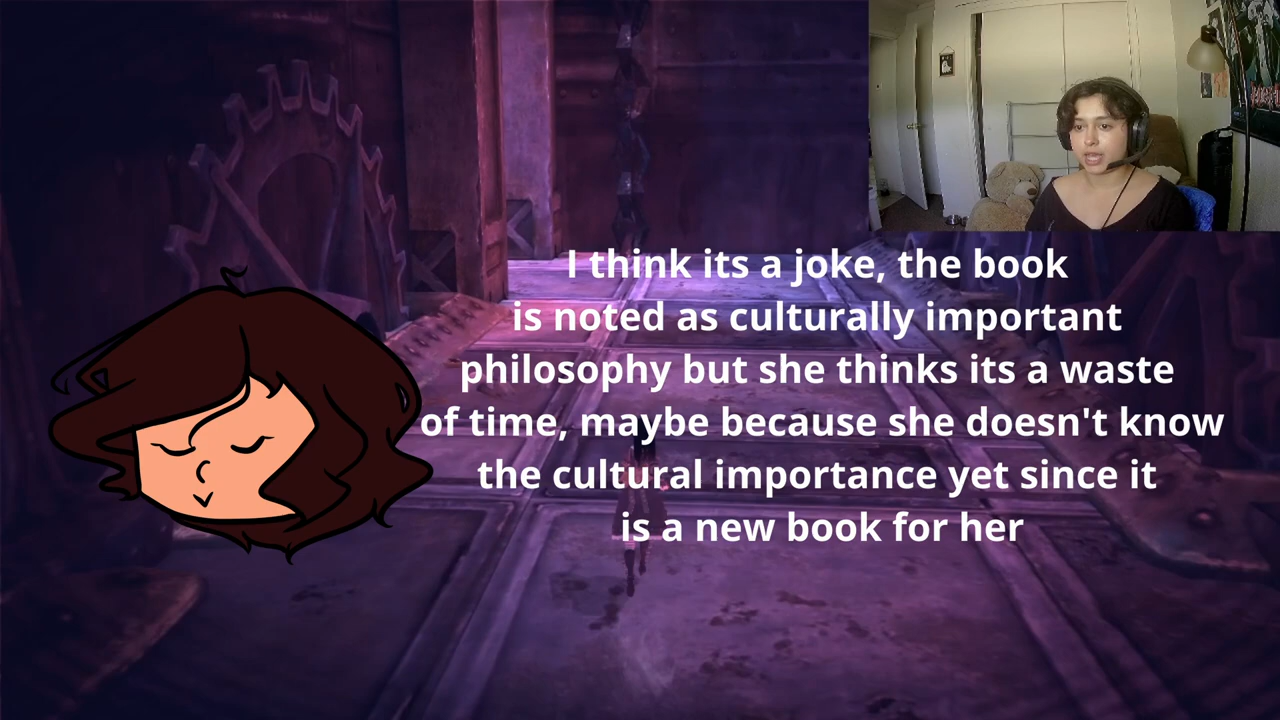 I think its a joke, the book
is noted as culturally important
philosophy but she thinks its a waste
of time, maybe because she doesn't know
the cultural importance yet since it
is a new book for her